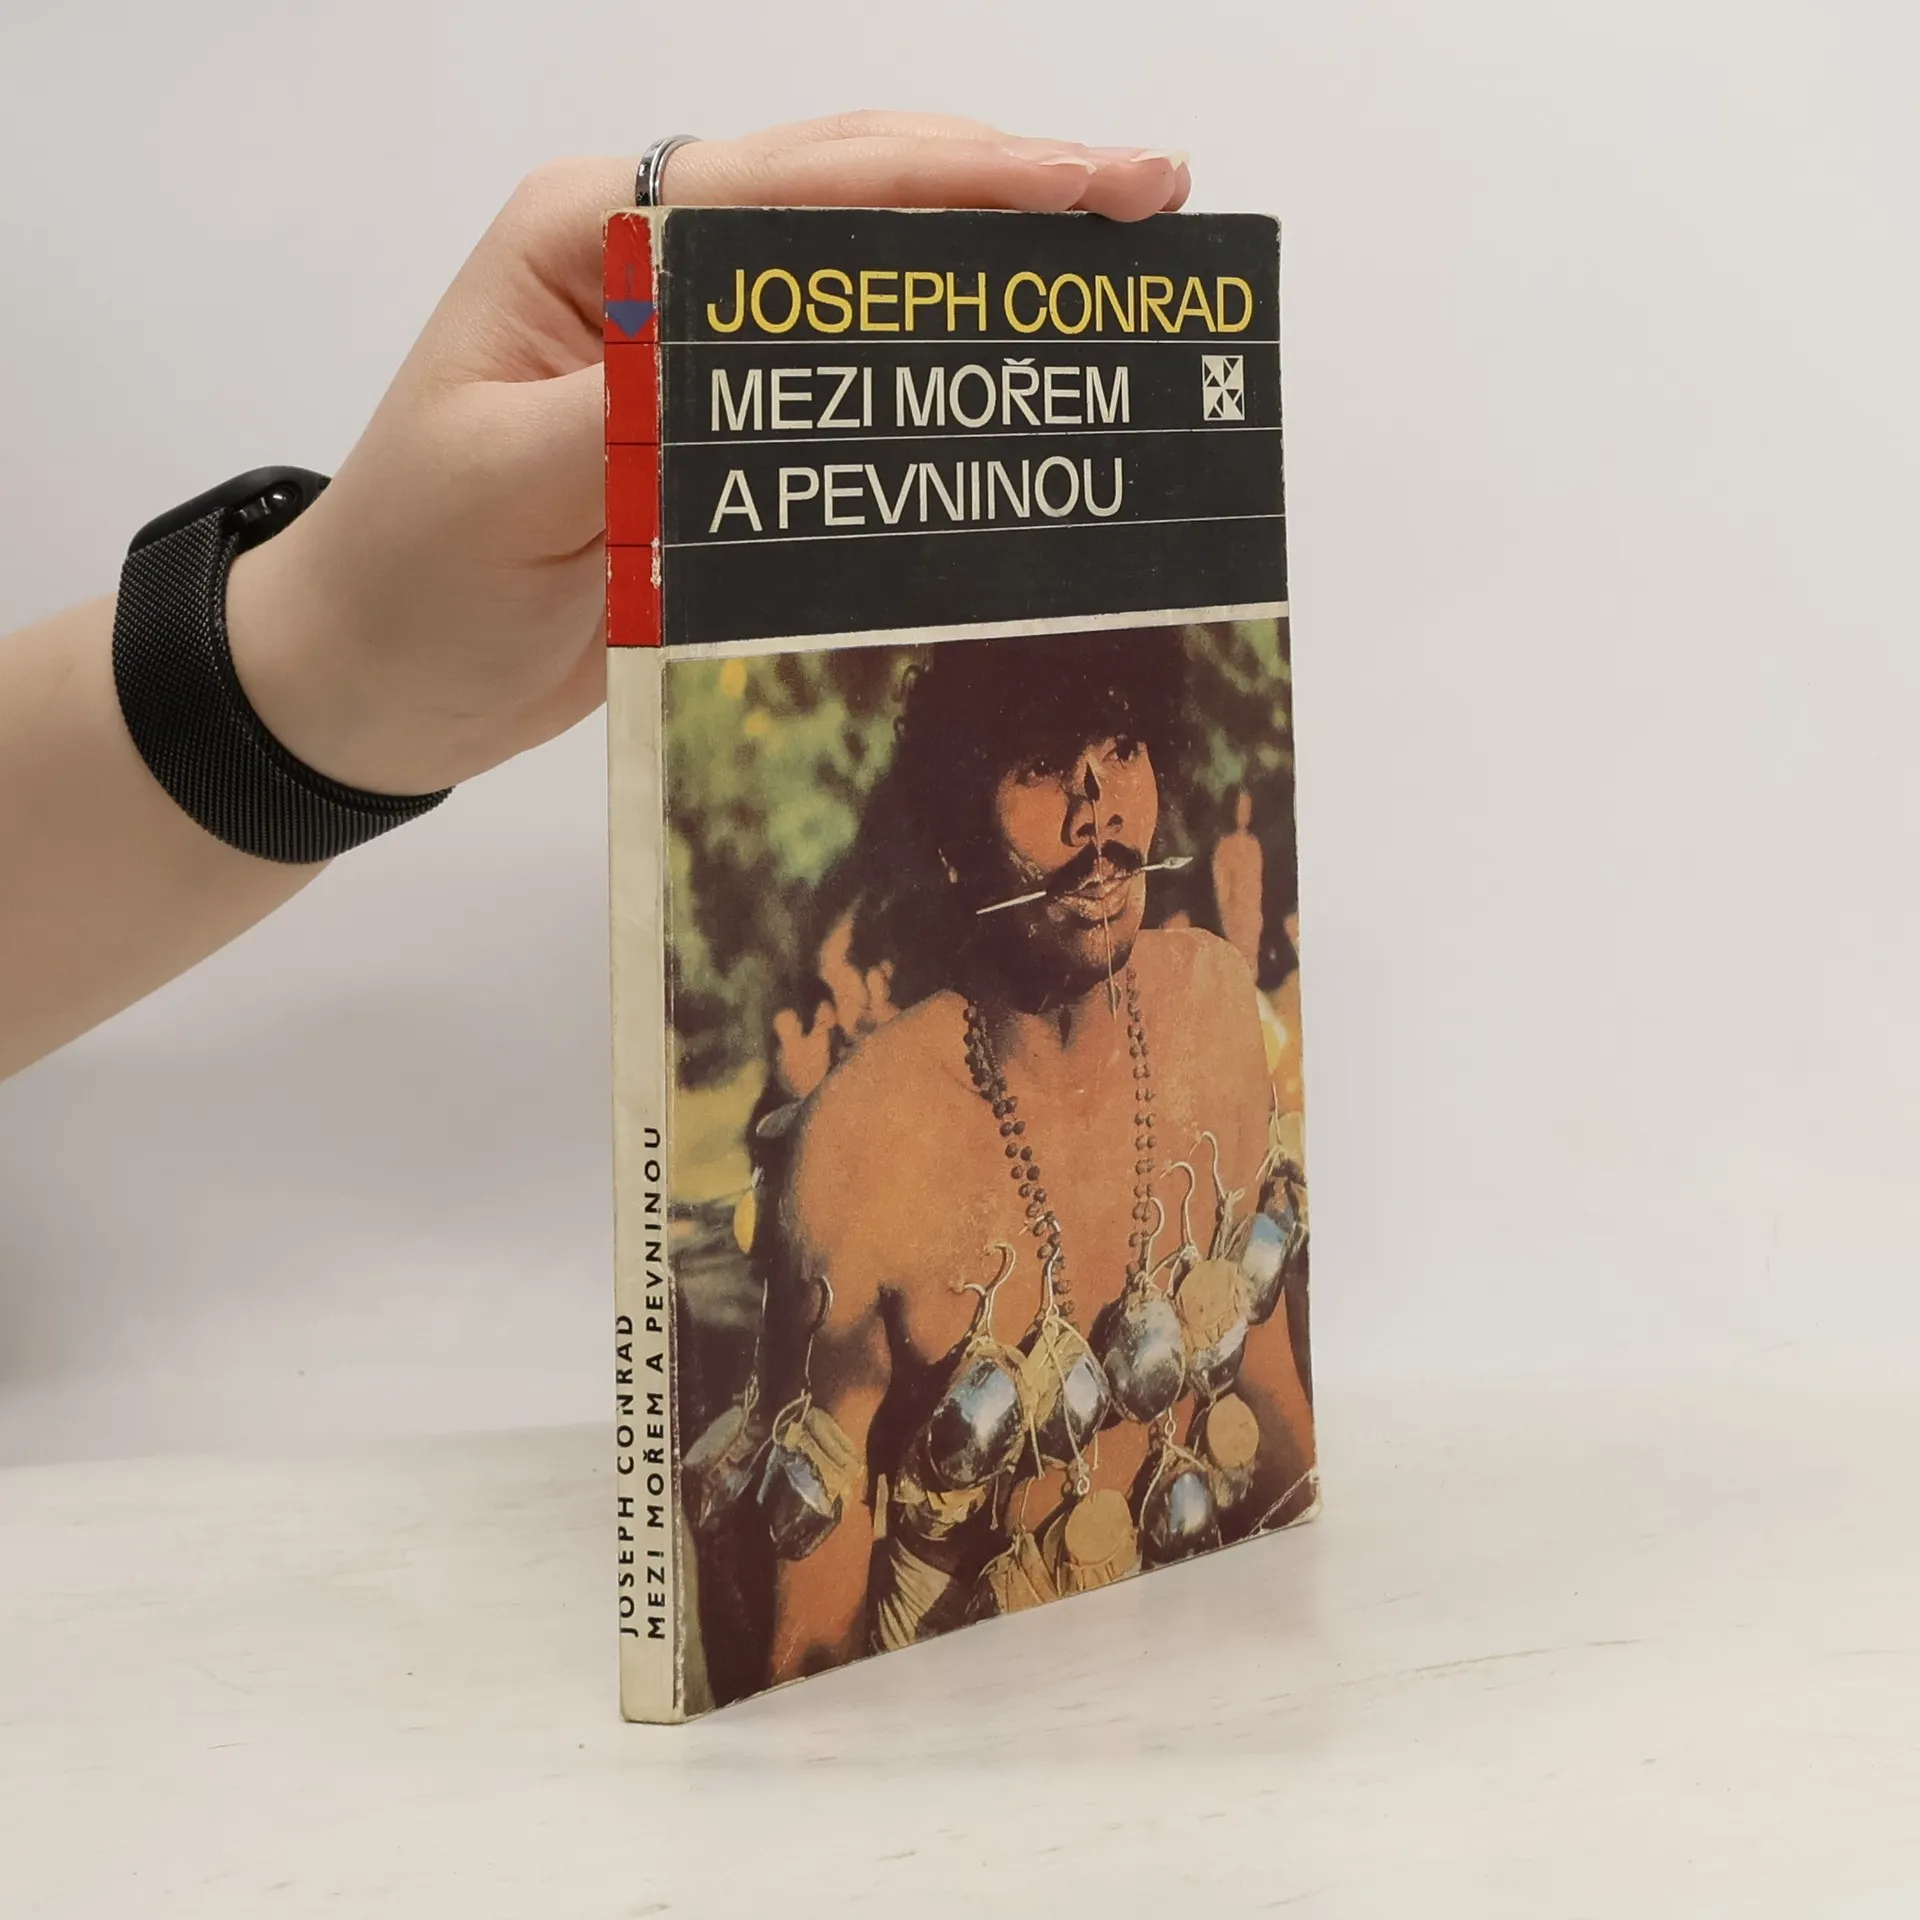 JOSEPH CONRAD
MEZI MOŘEM
A PEVNINOU
JOSEPH CONRAD
MEZI MOŘEM A PEVNINOU